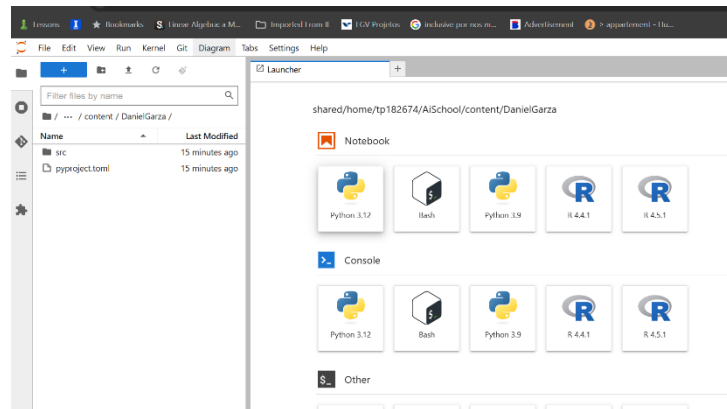 Lessons Bookmarks Linear Algebra: a M... Imported From IE LGV Projetos inclusive por nos m... Advertisement > appartement - Hu...
File Edit View Run Kernel Git Diagram Tabs Settings Help
Launcher
Filter files by name
/ ··· / content / DanielGarza /
Name Last Modified
src 15 minutes ago
pyproject.toml 15 minutes ago
shared/home/tp182674/AiSchool/content/DanielGarza
Notebook
Python 3.12 Bash Python 3.9 R 4.4.1 R 4.5.1
Console
Python 3.12 Bash Python 3.9 R 4.4.1 R 4.5.1
$_ Other